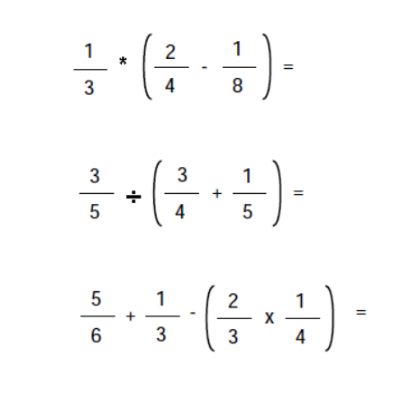 1/3 * (2/4 - 1/8) =
3/5 ÷ (3/4 + 1/5) =
5/6 + 1/3 - (2/3 x 1/4) =